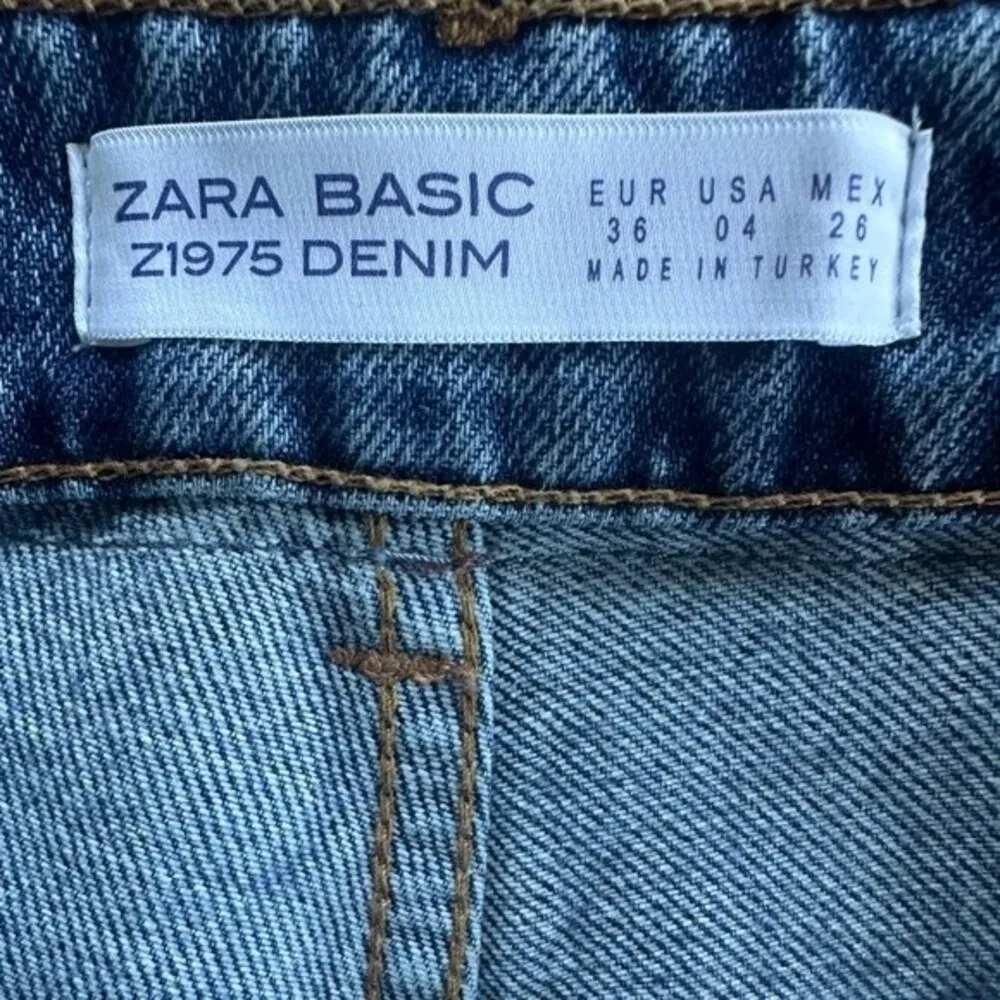 ZARA BASIC
Z1975 DENIM
EUR USA MEX
36 04 26
MADE IN TURKEY